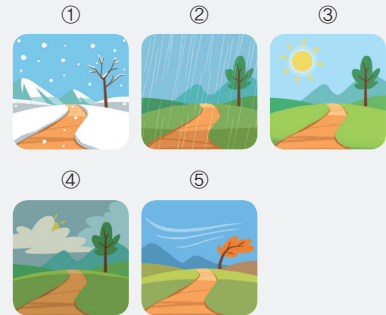 ① ② ③
④ ⑤